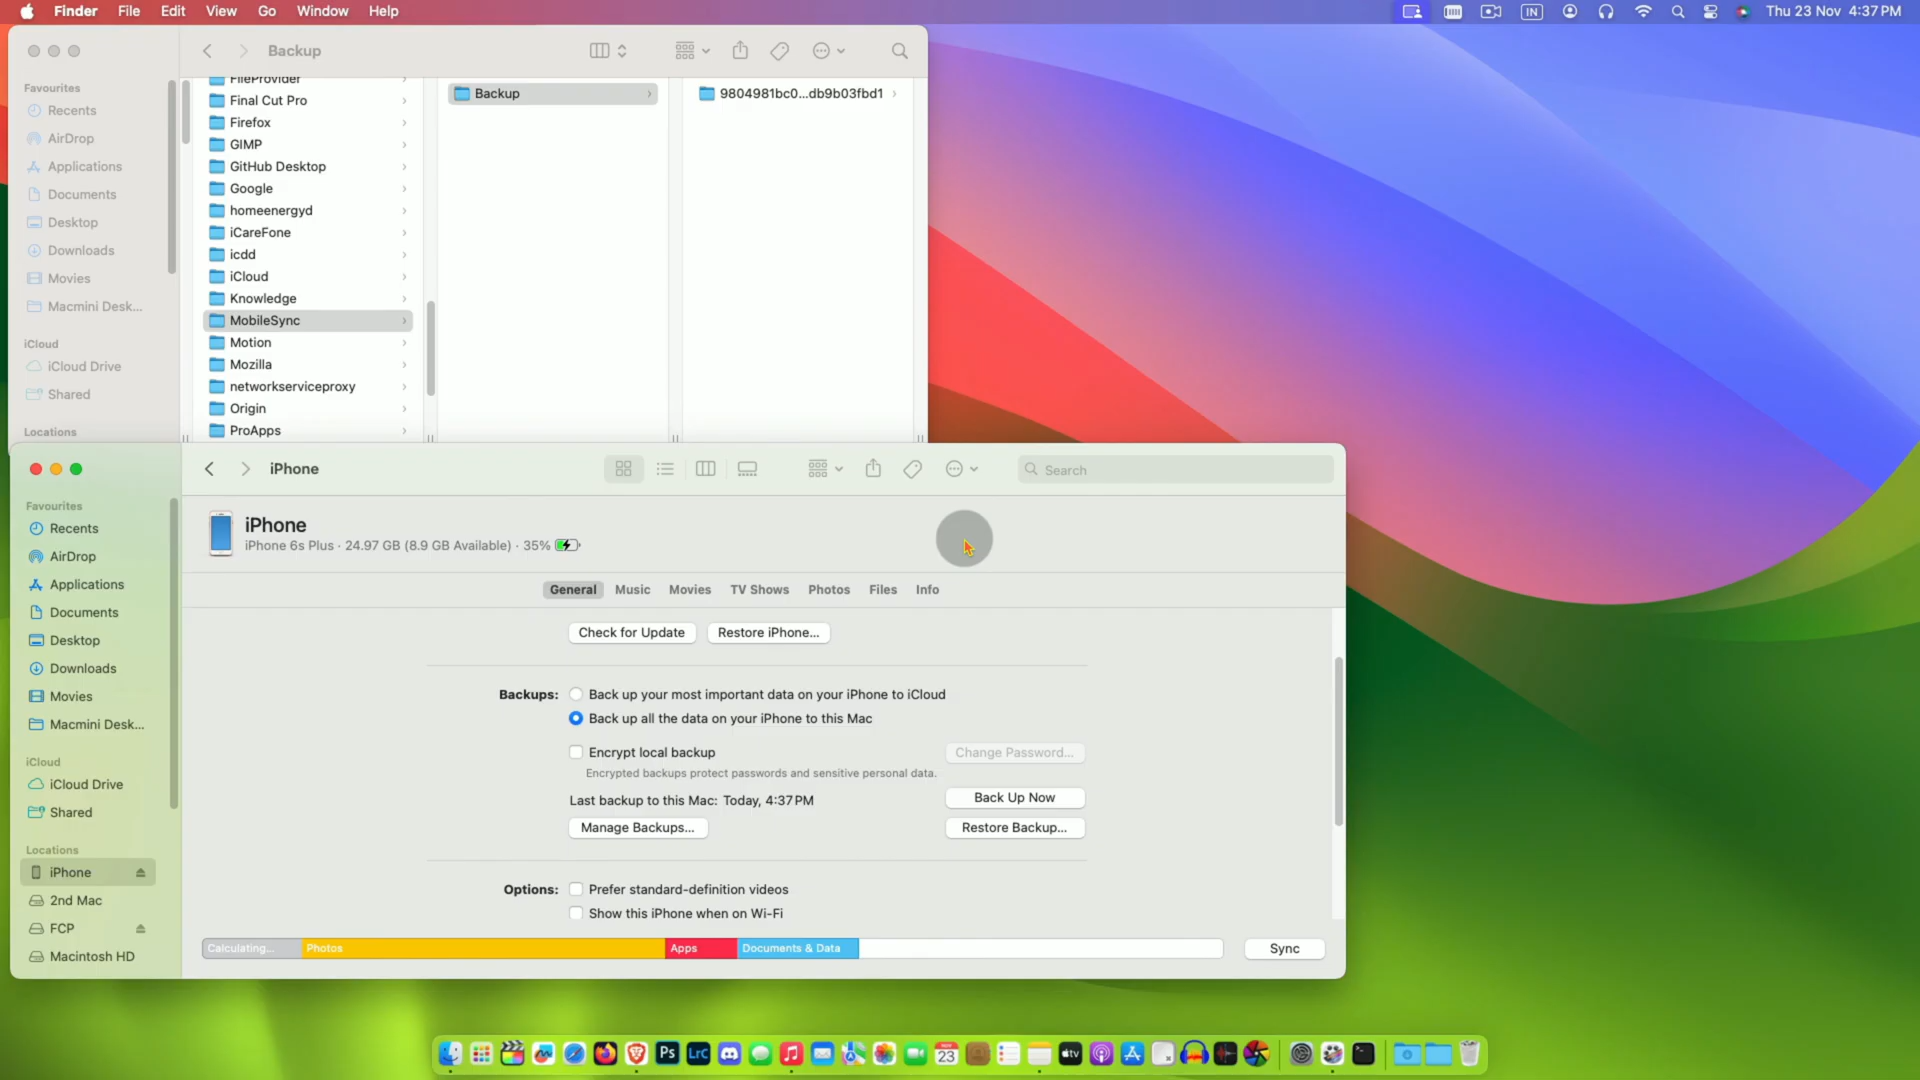 Finder File Edit View Go Window Help
IN
Thu 23 Nov 4:37 PM
Backup
Favourites
Recents
AirDrop
Applications
Documents
Desktop
Downloads
Movies
Macmini Desk...
iCloud
iCloud Drive
Shared
Locations
FileProvider
Final Cut Pro
Firefox
GIMP
GitHub Desktop
Google
homeenergyd
iCareFone
icdd
iCloud
Knowledge
MobileSync
Motion
Mozilla
networkserviceproxy
Origin
ProApps
Backup
9804981bc0...db9b03fbd1
iPhone
Search
Favourites
Recents
AirDrop
Applications
Documents
Desktop
Downloads
Movies
Macmini Desk...
iCloud
iCloud Drive
Shared
Locations
iPhone
2nd Mac
FCP
Macintosh HD
iPhone
iPhone 6s Plus · 24.97 GB (8.9 GB Available) · 35%
General Music Movies TV Shows Photos Files Info
Check for Update Restore iPhone...
Backups: Back up your most important data on your iPhone to iCloud
Back up all the data on your iPhone to this Mac
Encrypt local backup Change Password...
Encrypted backups protect passwords and sensitive personal data.
Last backup to this Mac: Today, 4:37 PM Back Up Now
Manage Backups... Restore Backup...
Options: Prefer standard-definition videos
Show this iPhone when on Wi-Fi
Calculating... Photos Apps Documents & Data Sync
Ps LrC NOV 23 tv